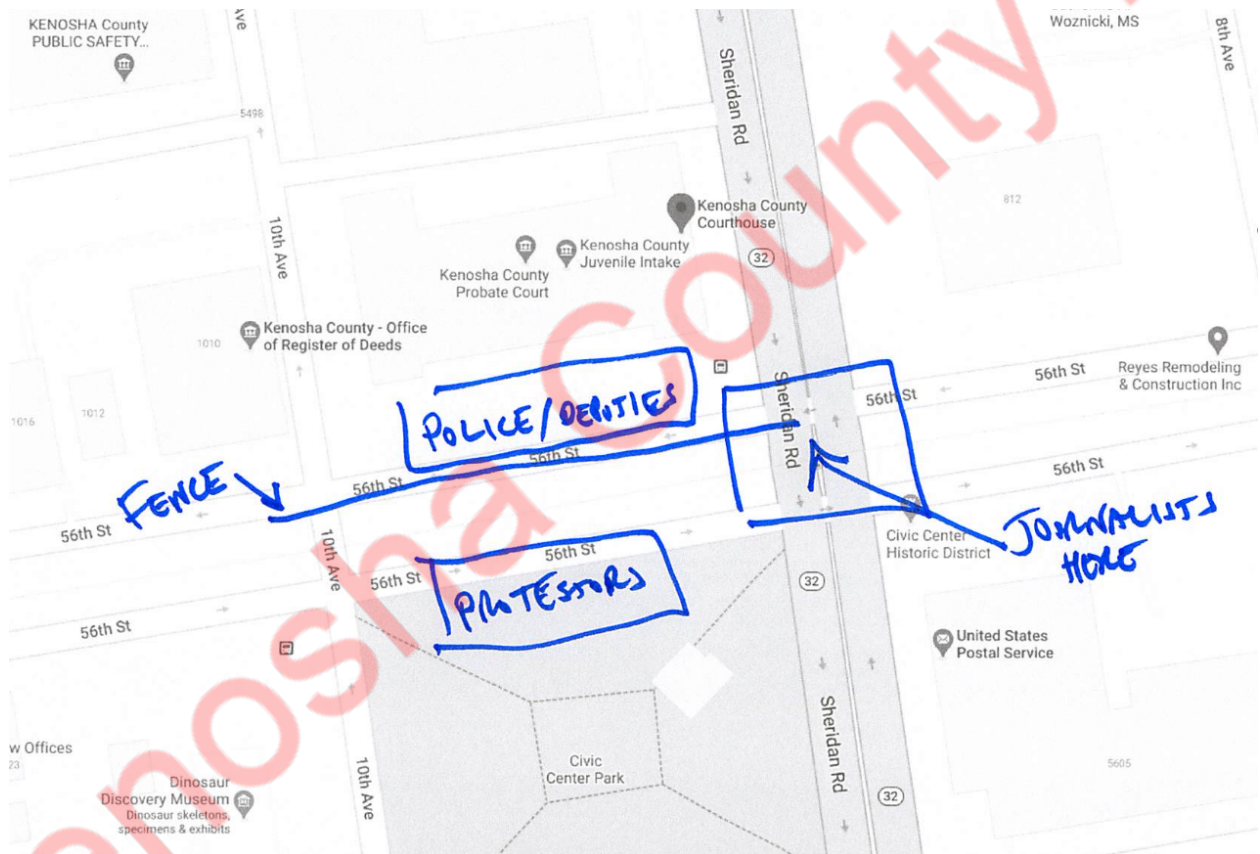 KENOSHA County
PUBLIC SAFETY...
Ave
Woznicki, MS
8th Ave
5498
Sheridan Rd
Kenosha County
Courthouse
812
10th Ave
Kenosha County
Juvenile Intake
32
Kenosha County
Probate Court
Kenosha County - Office
of Register of Deeds
1010
1016
1012
POLICE/DEPUTIES
Sheridan Rd
56th St
56th St
Reyes Remodeling
& Construction Inc
FENCE
56th St
56th St
56th St
56th St
10th Ave
56th St
56th St
Civic Center
Historic District
JOURNALISTS
HERE
PROTESTORS
32
56th St
United States
Postal Service
Sheridan Rd
w Offices
23
Dinosaur
Discovery Museum
Dinosaur skeletons,
specimens & exhibits
10th Ave
Civic
Center Park
5605
32
enosha County